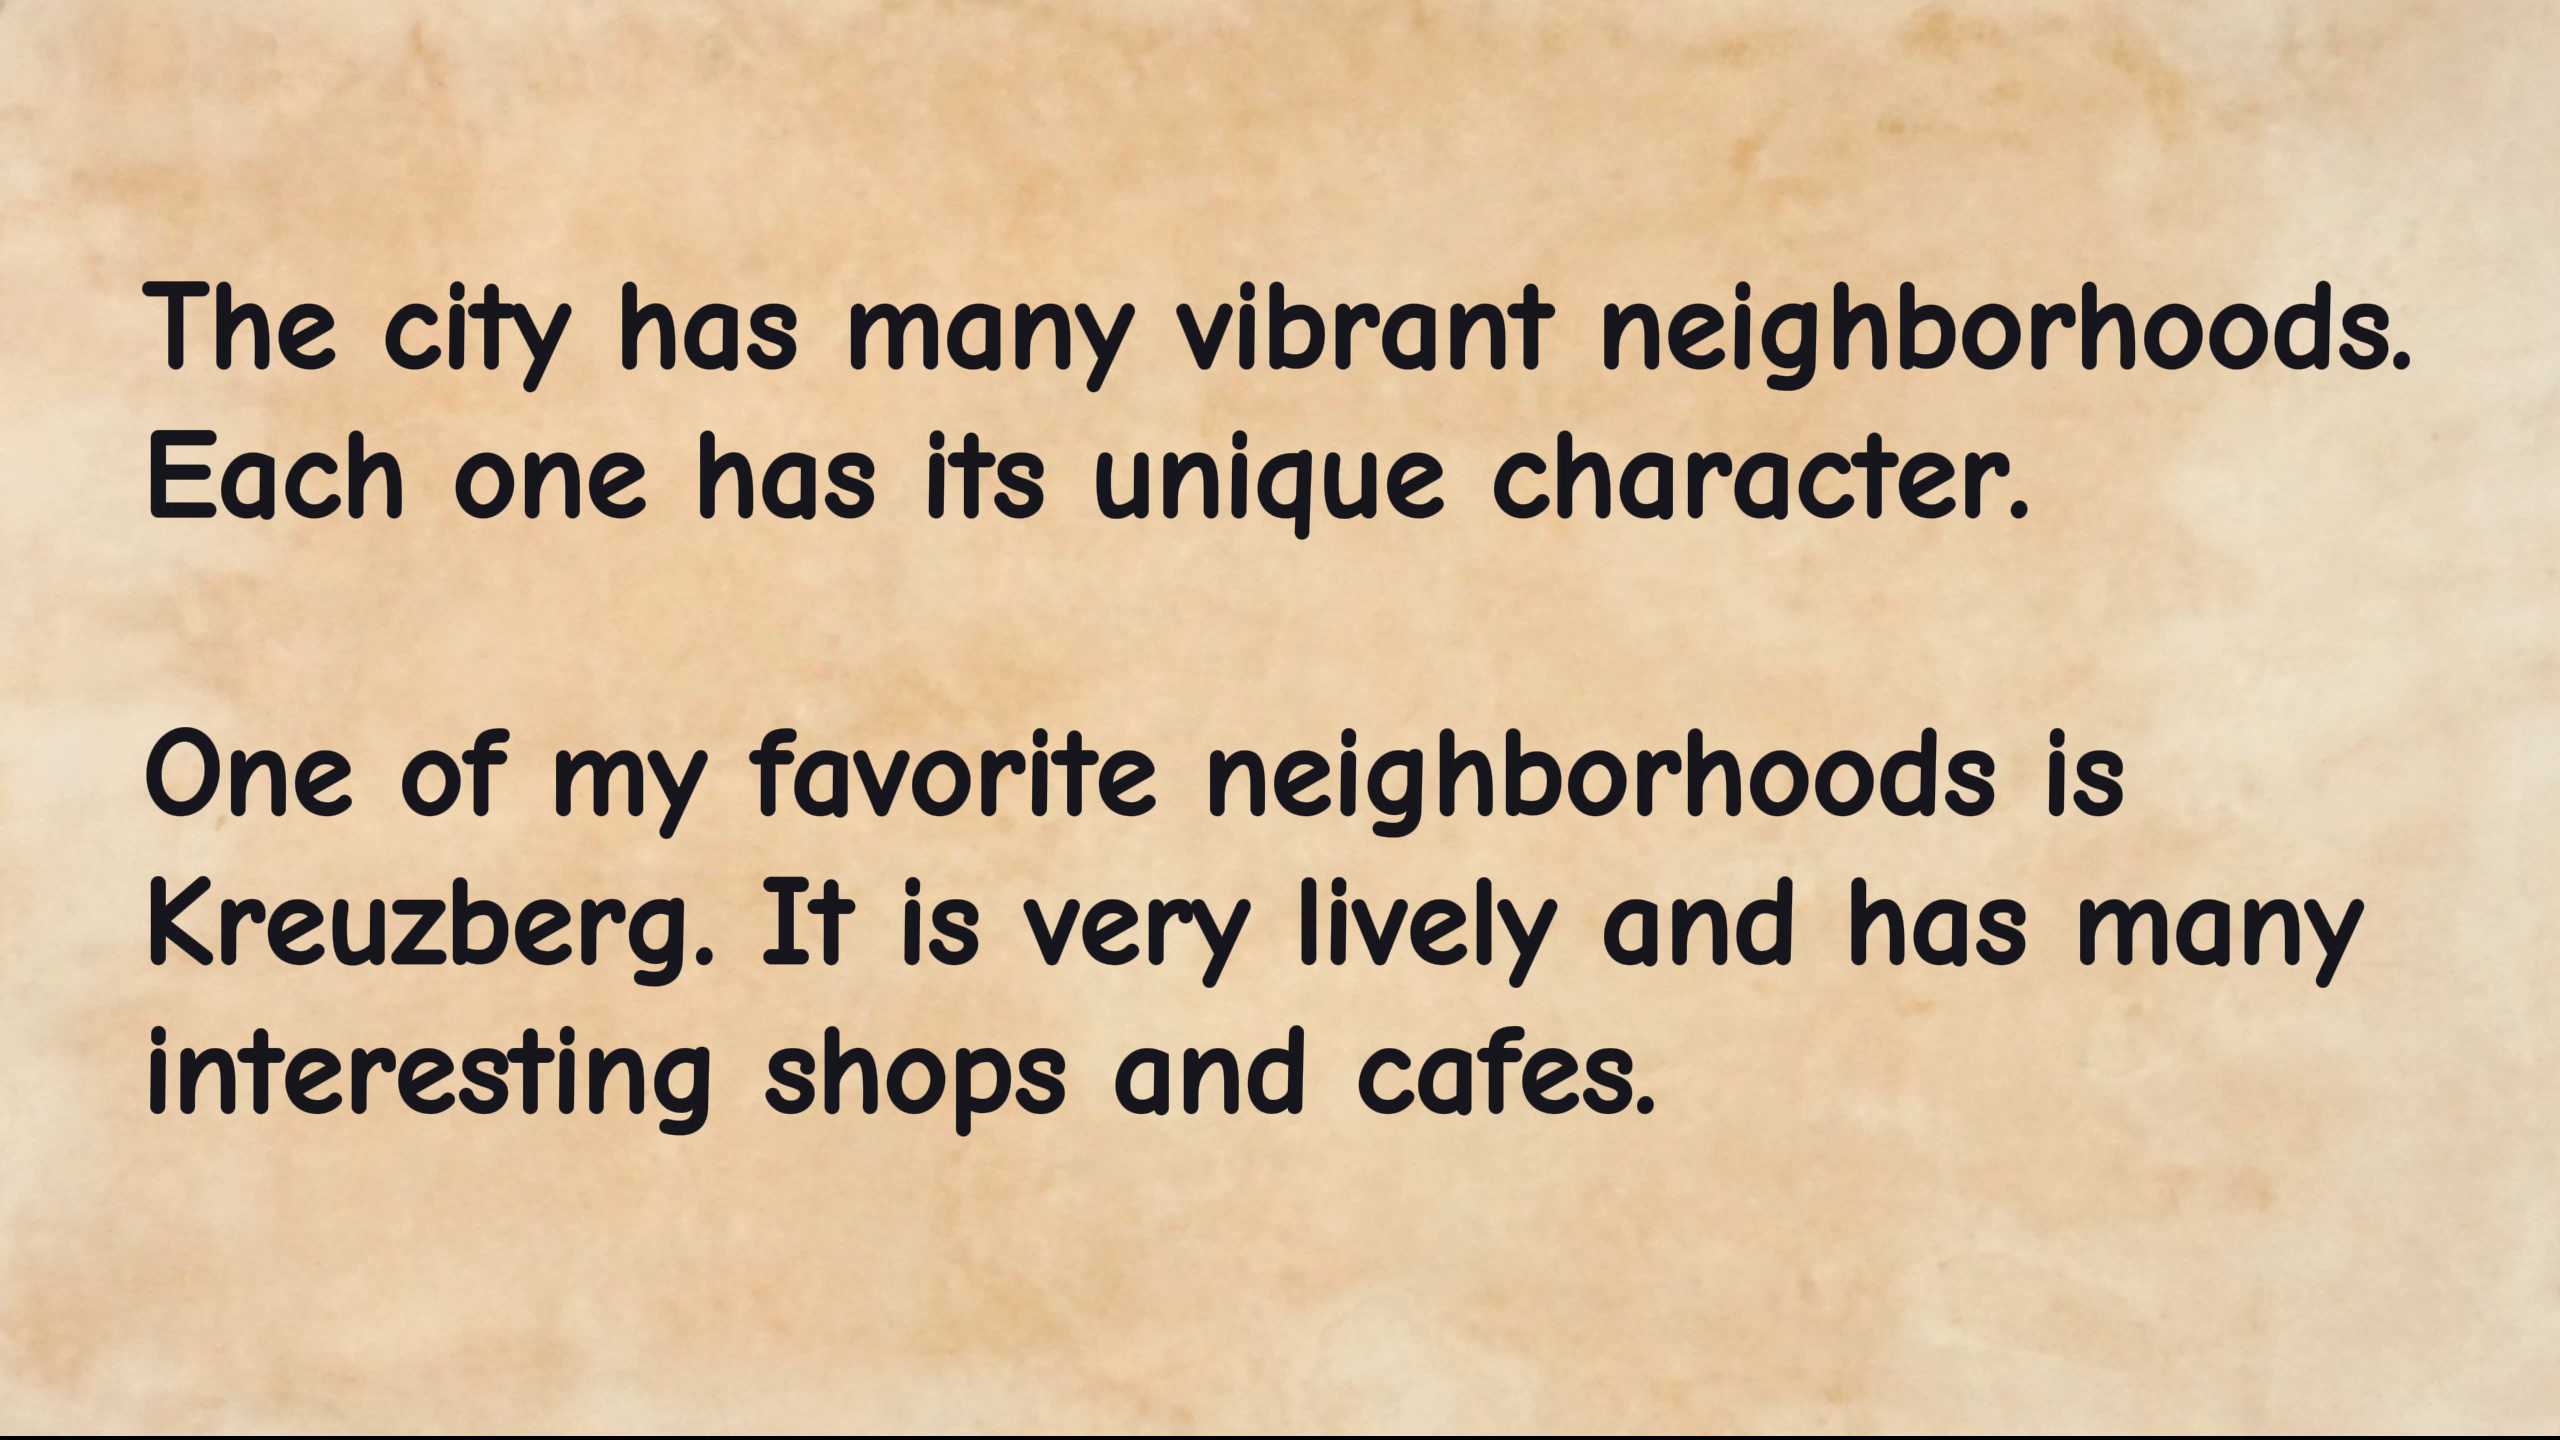 The city has many vibrant neighborhoods.
Each one has its unique character.
One of my favorite neighborhoods is
Kreuzberg. It is very lively and has many
interesting shops and cafes.